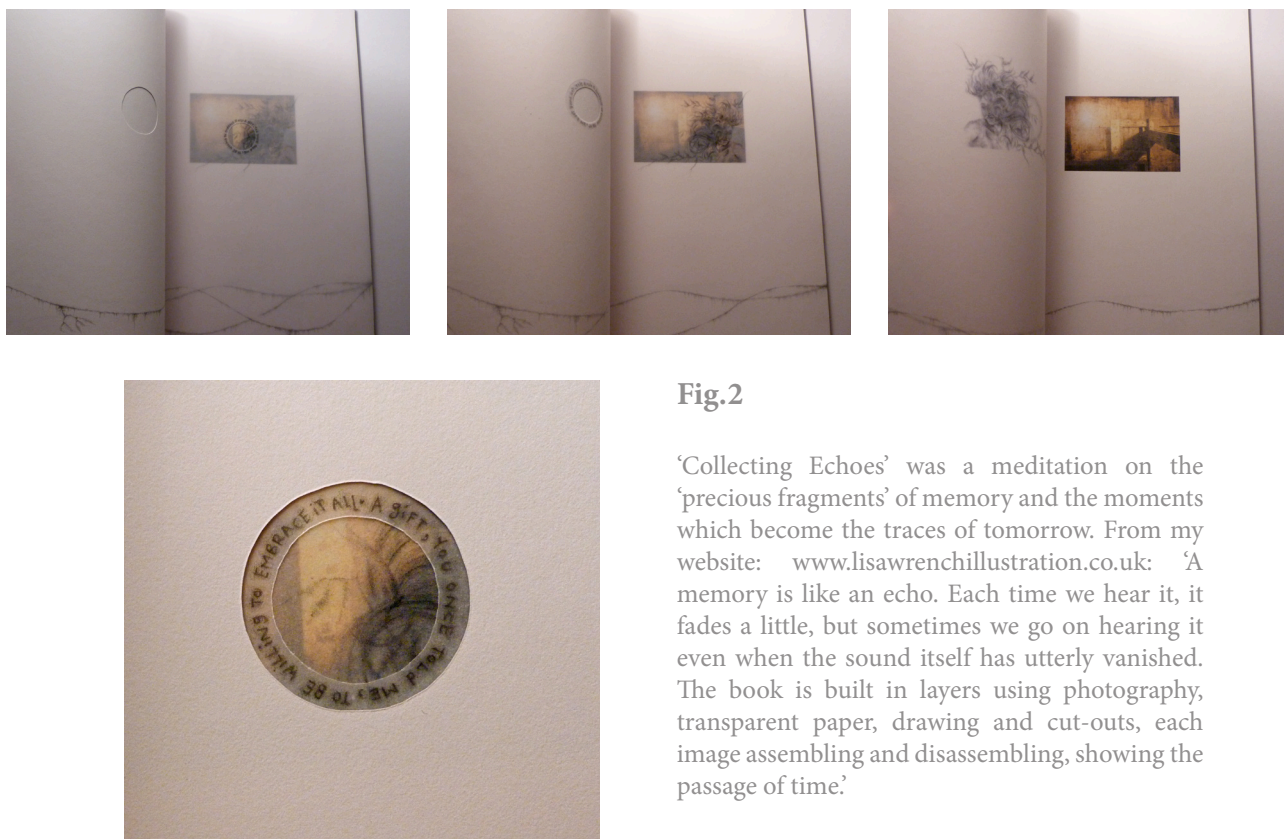 EMBRACE iT ALL. A gifT, YOU ONCE TOLD ME, TO BE WILLING TO
Fig.2
‘Collecting Echoes’ was a meditation on the
‘precious fragments’ of memory and the moments
which become the traces of tomorrow. From my
website: www.lisawrenchillustration.co.uk: ‘A
memory is like an echo. Each time we hear it, it
fades a little, but sometimes we go on hearing it
even when the sound itself has utterly vanished.
The book is built in layers using photography,
transparent paper, drawing and cut-outs, each
image assembling and disassembling, showing the
passage of time.’